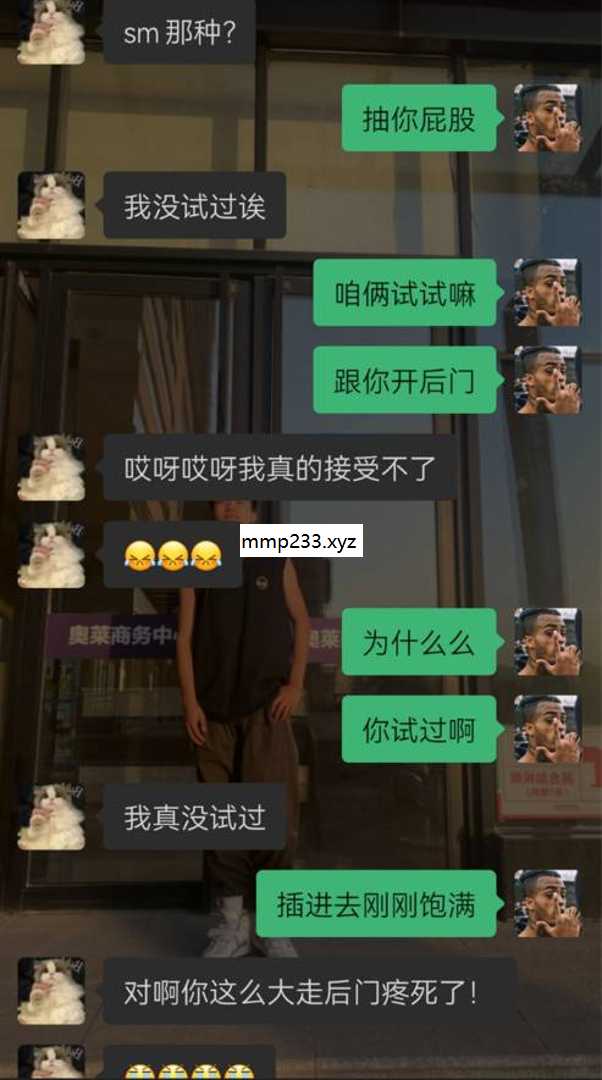 sm 那种?
抽你屁股
我没试过诶
咱俩试试嘛
跟你开后门
哎呀哎呀我真的接受不了
😆😆😆
mmp233.xyz
为什么么
奥莱商务中
奥莱
你试过啊
我真没试过
插进去刚刚饱满
对啊你这么大走后门疼死了!
😭😭😭😭